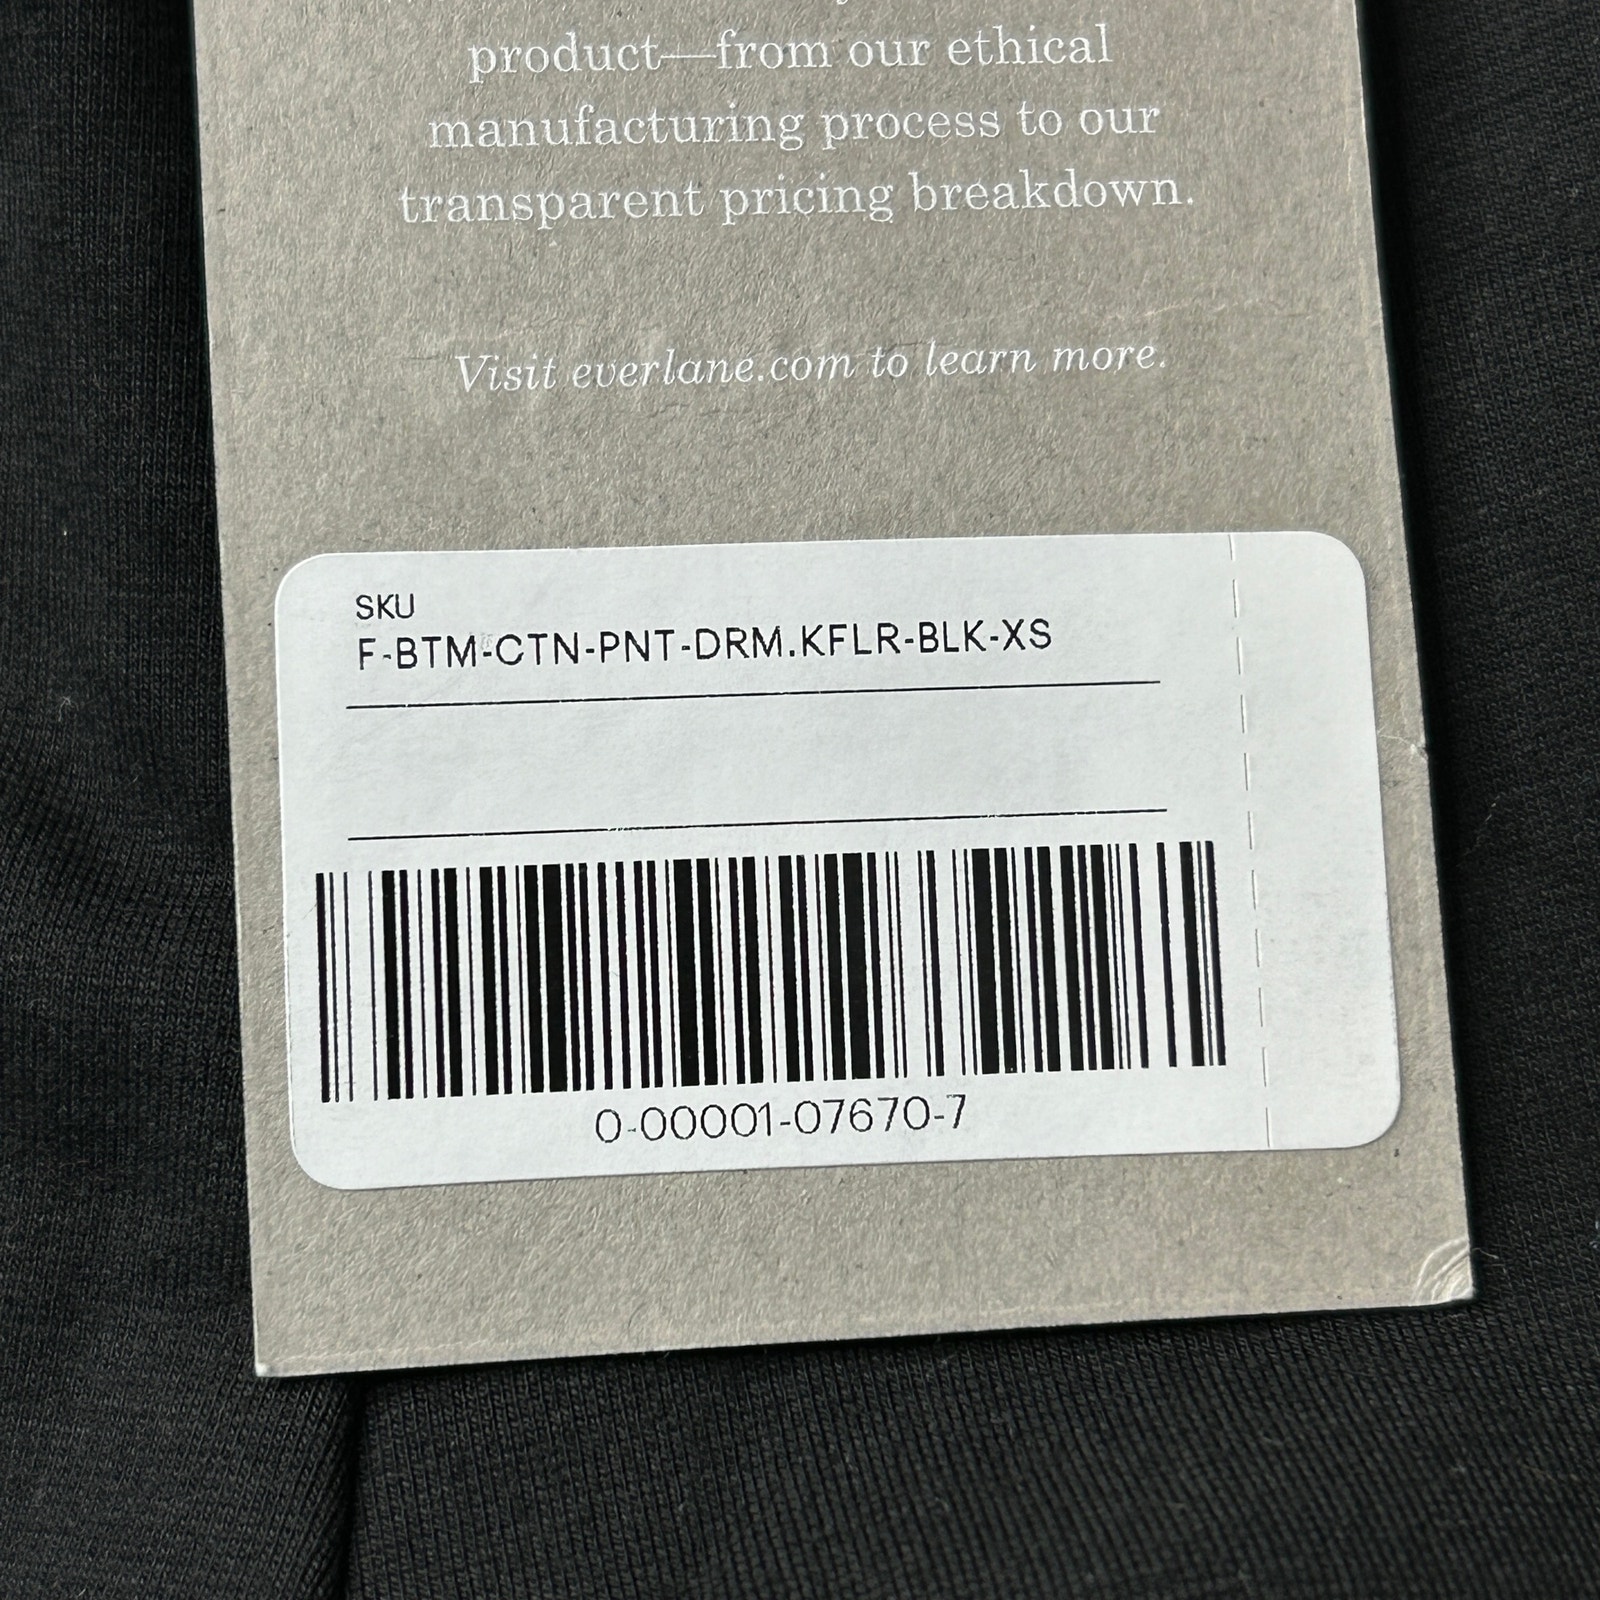 product—from our ethical
manufacturing process to our
transparent pricing breakdown.
Visit everlane.com to learn more.
SKU
F-BTM-CTN-PNT-DRM.KFLR-BLK-XS
0-00001-07670-7